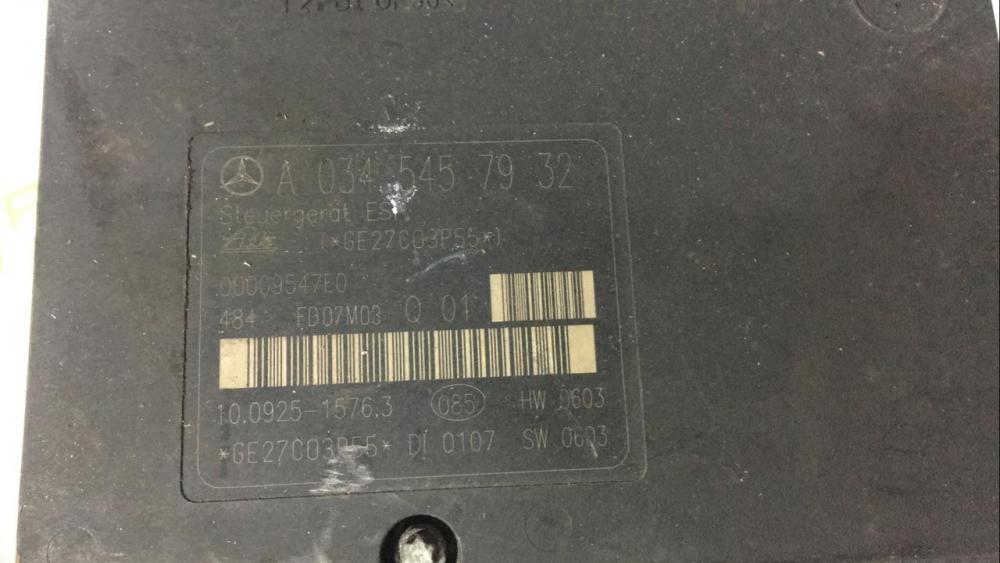 A 034 545 79 32
Steuergerät
(*GE27C03P55*)
00009547E0
484 FD07M03 Q 01
10.0925-1576.3 085 HW 0603
*GE27C03P55* DI 0107 SW 0603